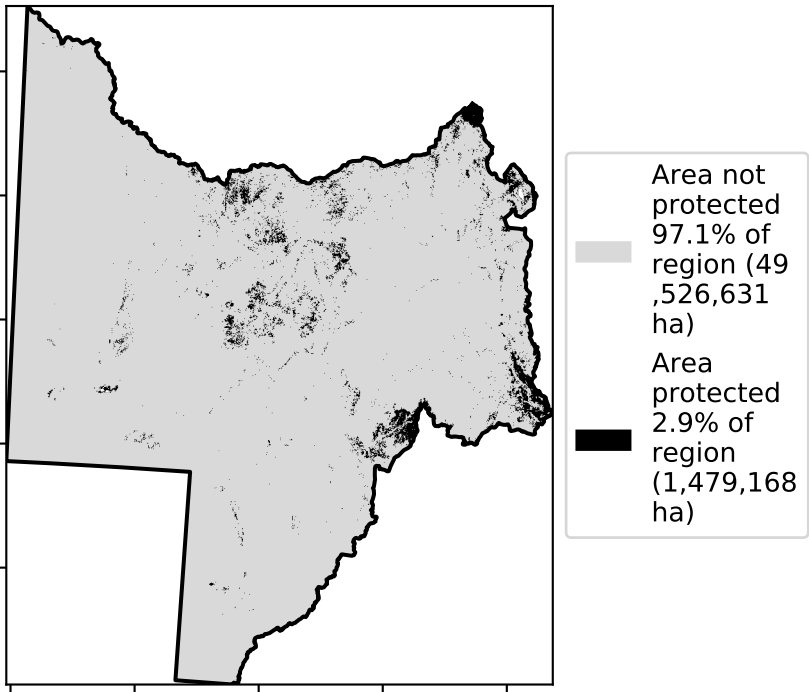 Area not
protected
97.1% of
region (49
,526,631
ha)
Area
protected
2.9% of
region
(1,479,168
ha)